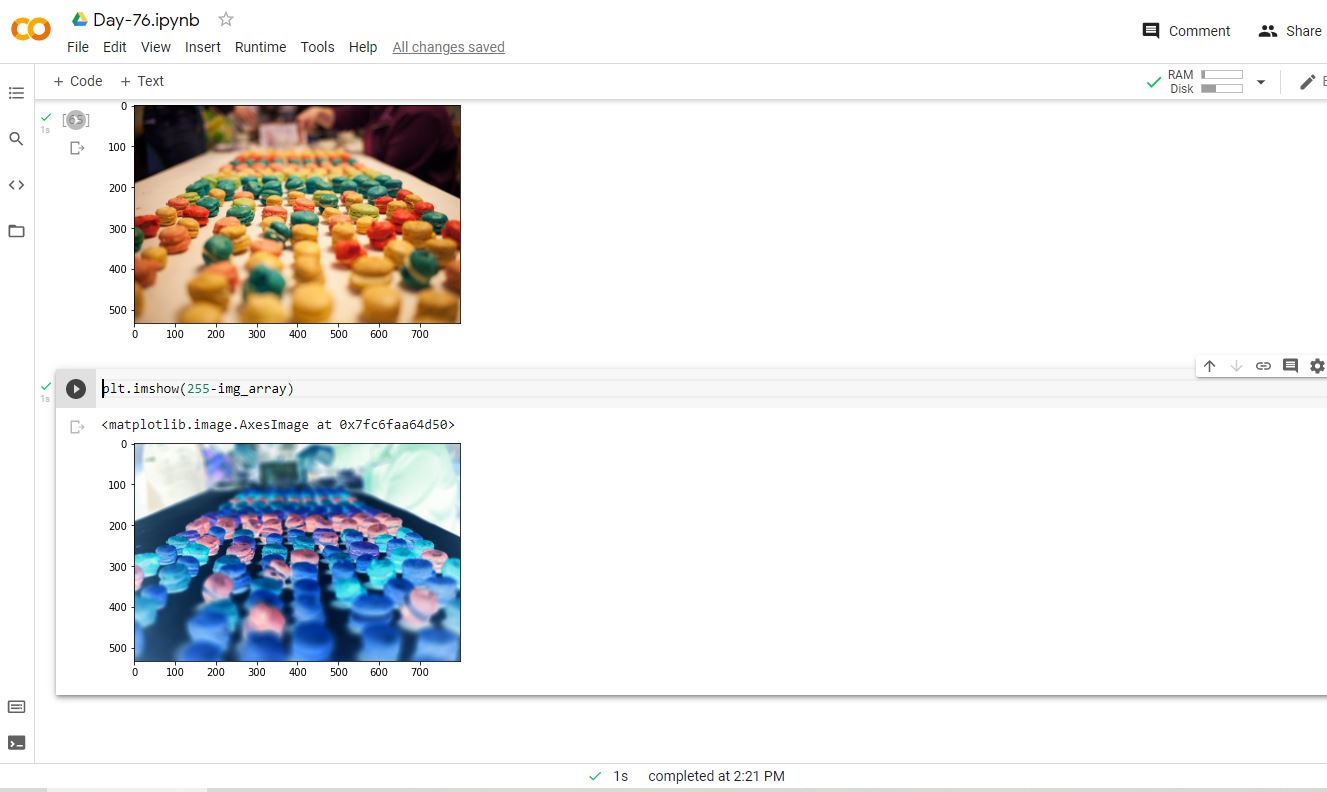 Day-76.ipynb
File Edit View Insert Runtime Tools Help All changes saved
Comment Share
+ Code + Text
RAM
Disk
E
[65]
1s
0
100
200
300
400
500
0 100 200 300 400 500 600 700
1s
plt.imshow(255-img_array)
<matplotlib.image.AxesImage at 0x7fc6faa64d50>
0
100
200
300
400
500
0 100 200 300 400 500 600 700
1s completed at 2:21 PM